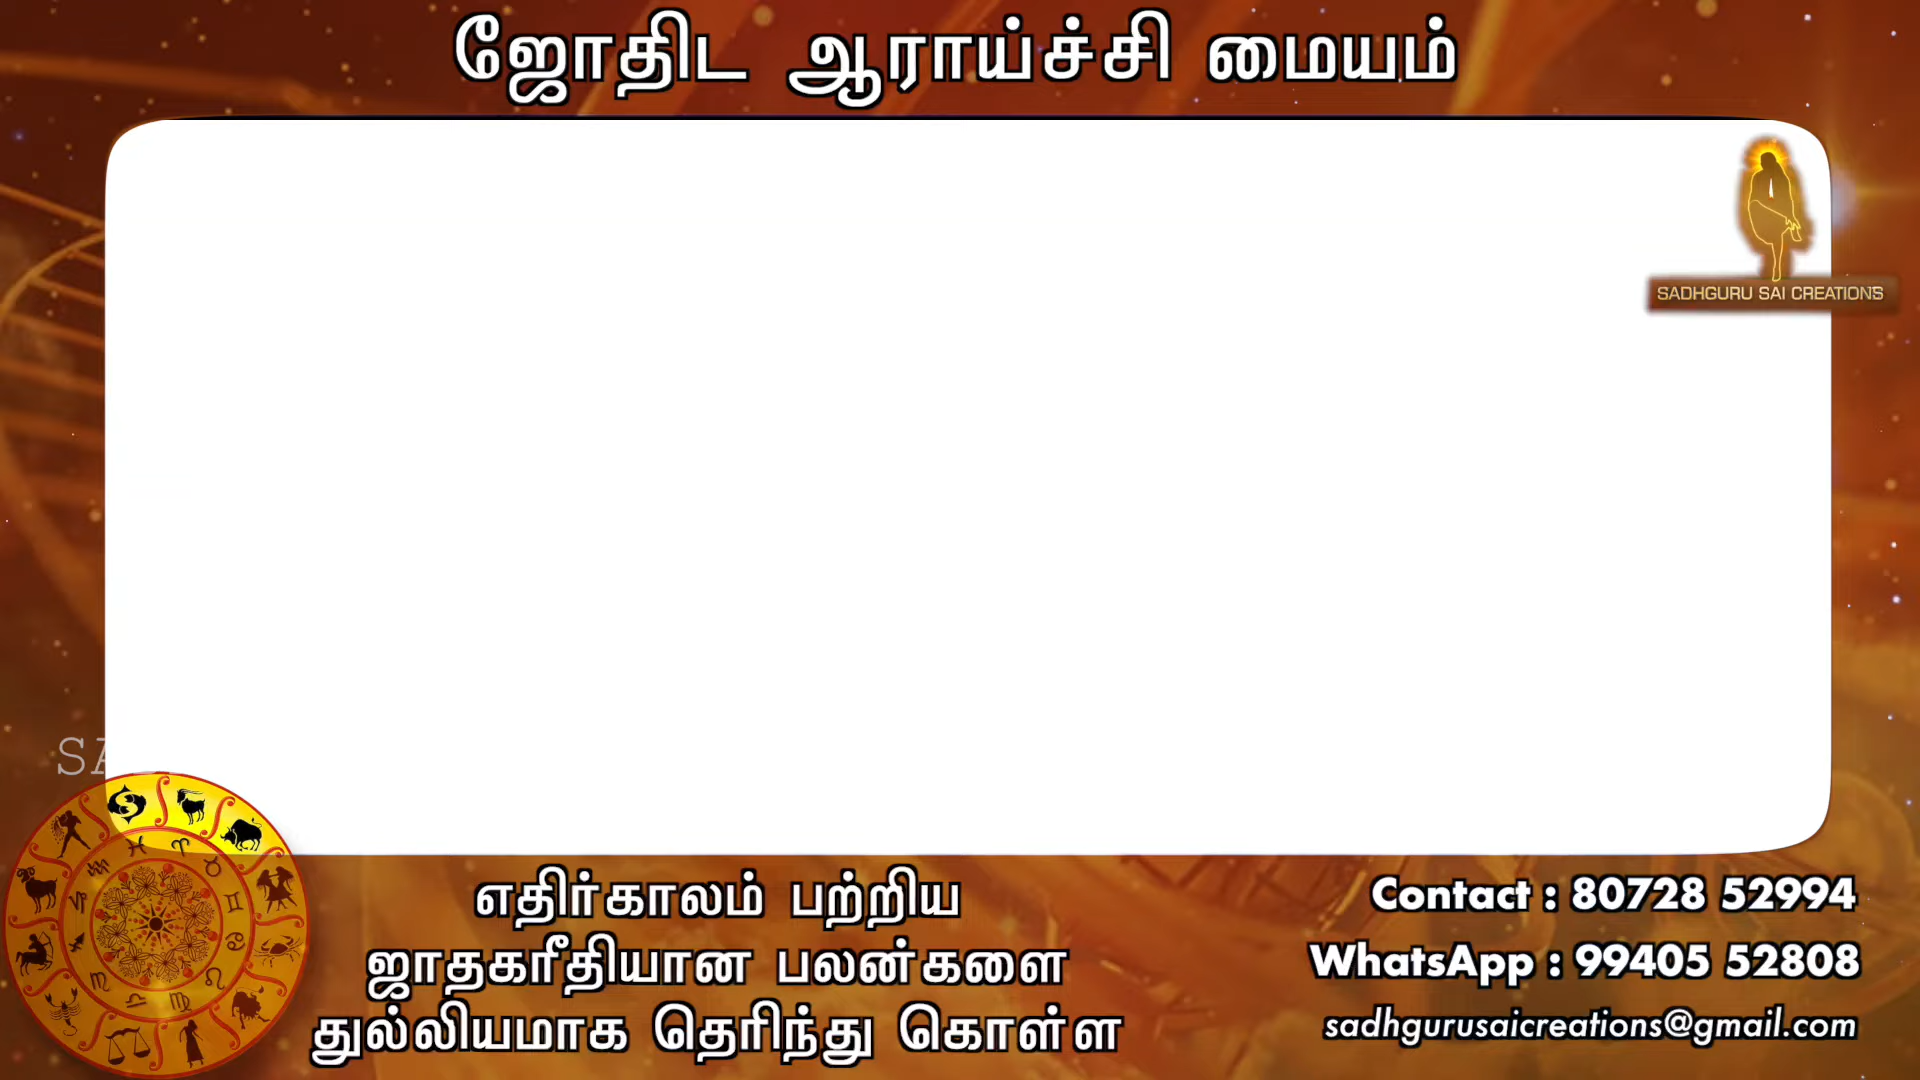 ஜோதிட ஆராய்ச்சி மையம்
SADHGURU SAI CREATIONS
SA
எதிர்காலம் பற்றிய
ஜாதகரீதியான பலன்களை
துல்லியமாக தெரிந்து கொள்ள
Contact : 80728 52994
WhatsApp : 99405 52808
sadhgurusaicreations@gmail.com